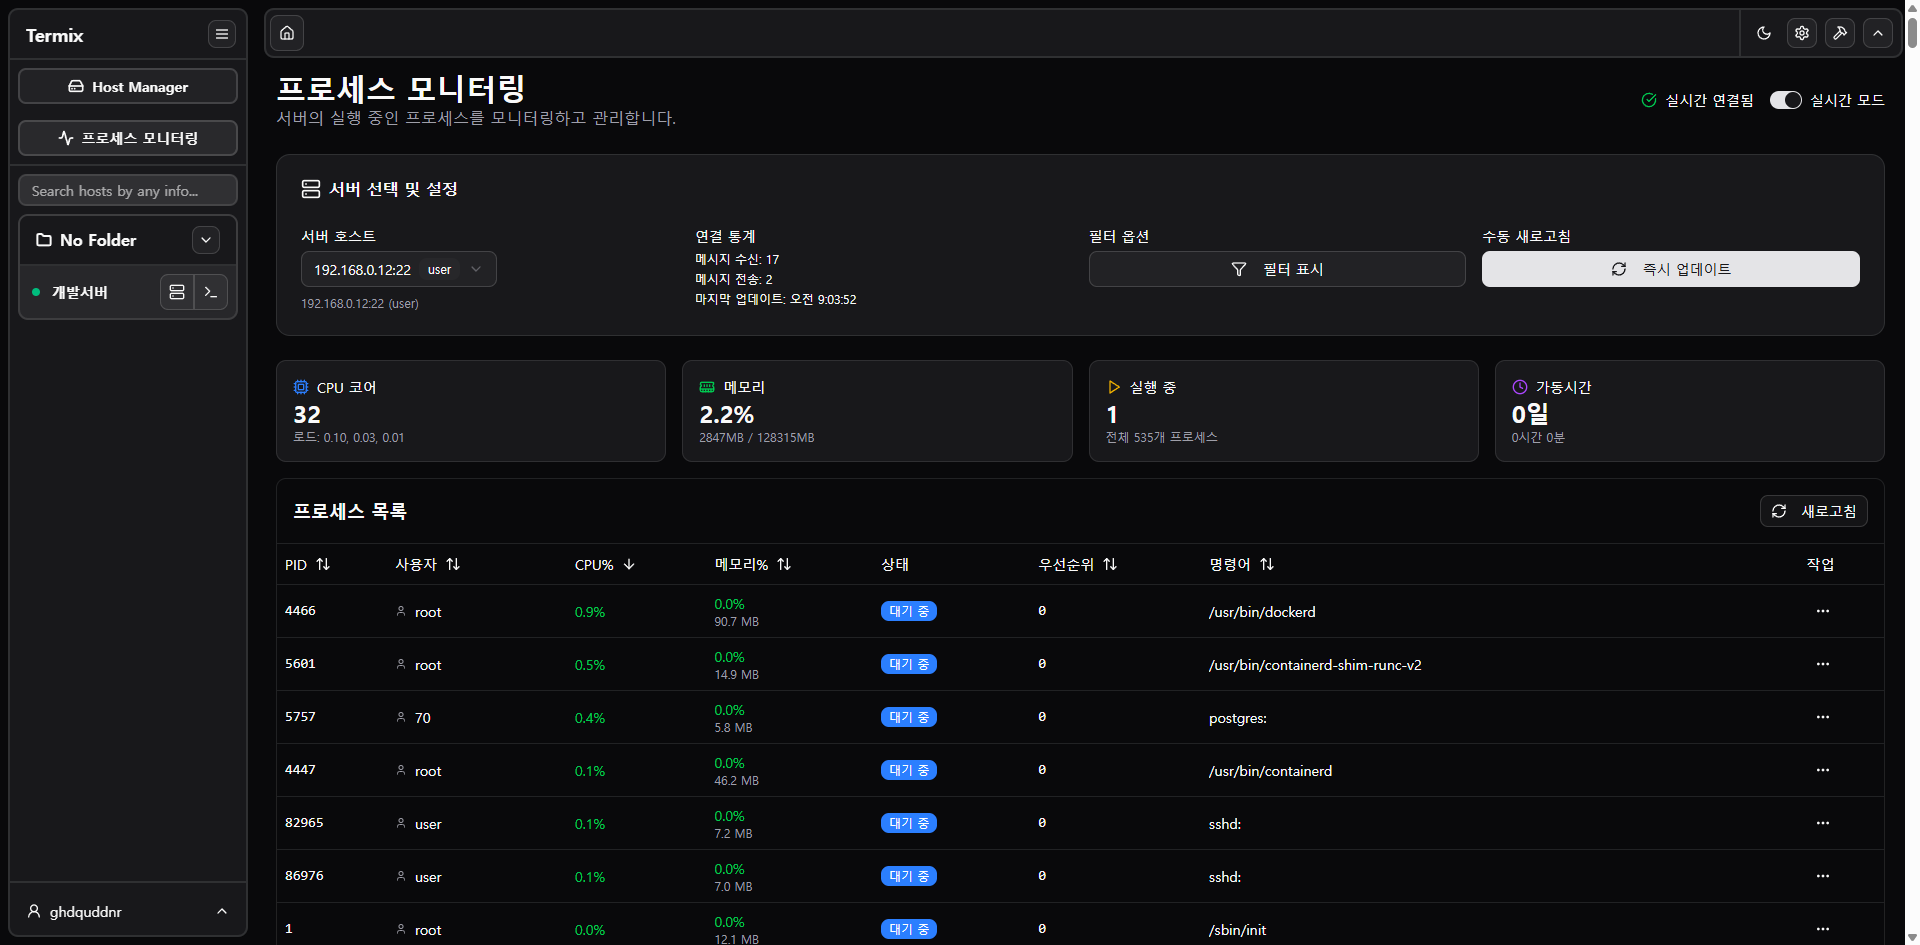 Termix
Host Manager
프로세스 모니터링
Search hosts by any info...
No Folder
개발서버
ghdquddnr
프로세스 모니터링
서버의 실행 중인 프로세스를 모니터링하고 관리합니다.
실시간 연결됨 실시간 모드
서버 선택 및 설정
서버 호스트
192.168.0.12:22 user
192.168.0.12:22 (user)
연결 통계
메시지 수신: 17
메시지 전송: 2
마지막 업데이트: 오전 9:03:52
필터 옵션
필터 표시
수동 새로고침
즉시 업데이트
CPU 코어
32
로드: 0.10, 0.03, 0.01
메모리
2.2%
2847MB / 128315MB
실행 중
1
전체 535개 프로세스
가동시간
0일
0시간 0분
프로세스 목록
새로고침
PID 사용자 CPU% 메모리% 상태 우선순위 명령어 작업
4466 root 0.9% 0.0% 대기 중 0 /usr/bin/dockerd
90.7 MB
5601 root 0.5% 0.0% 대기 중 0 /usr/bin/containerd-shim-runc-v2
14.9 MB
5757 70 0.4% 0.0% 대기 중 0 postgres:
5.8 MB
4447 root 0.1% 0.0% 대기 중 0 /usr/bin/containerd
46.2 MB
82965 user 0.1% 0.0% 대기 중 0 sshd:
7.2 MB
86976 user 0.1% 0.0% 대기 중 0 sshd:
7.0 MB
1 root 0.0% 0.0% 대기 중 0 /sbin/init
12.1 MB